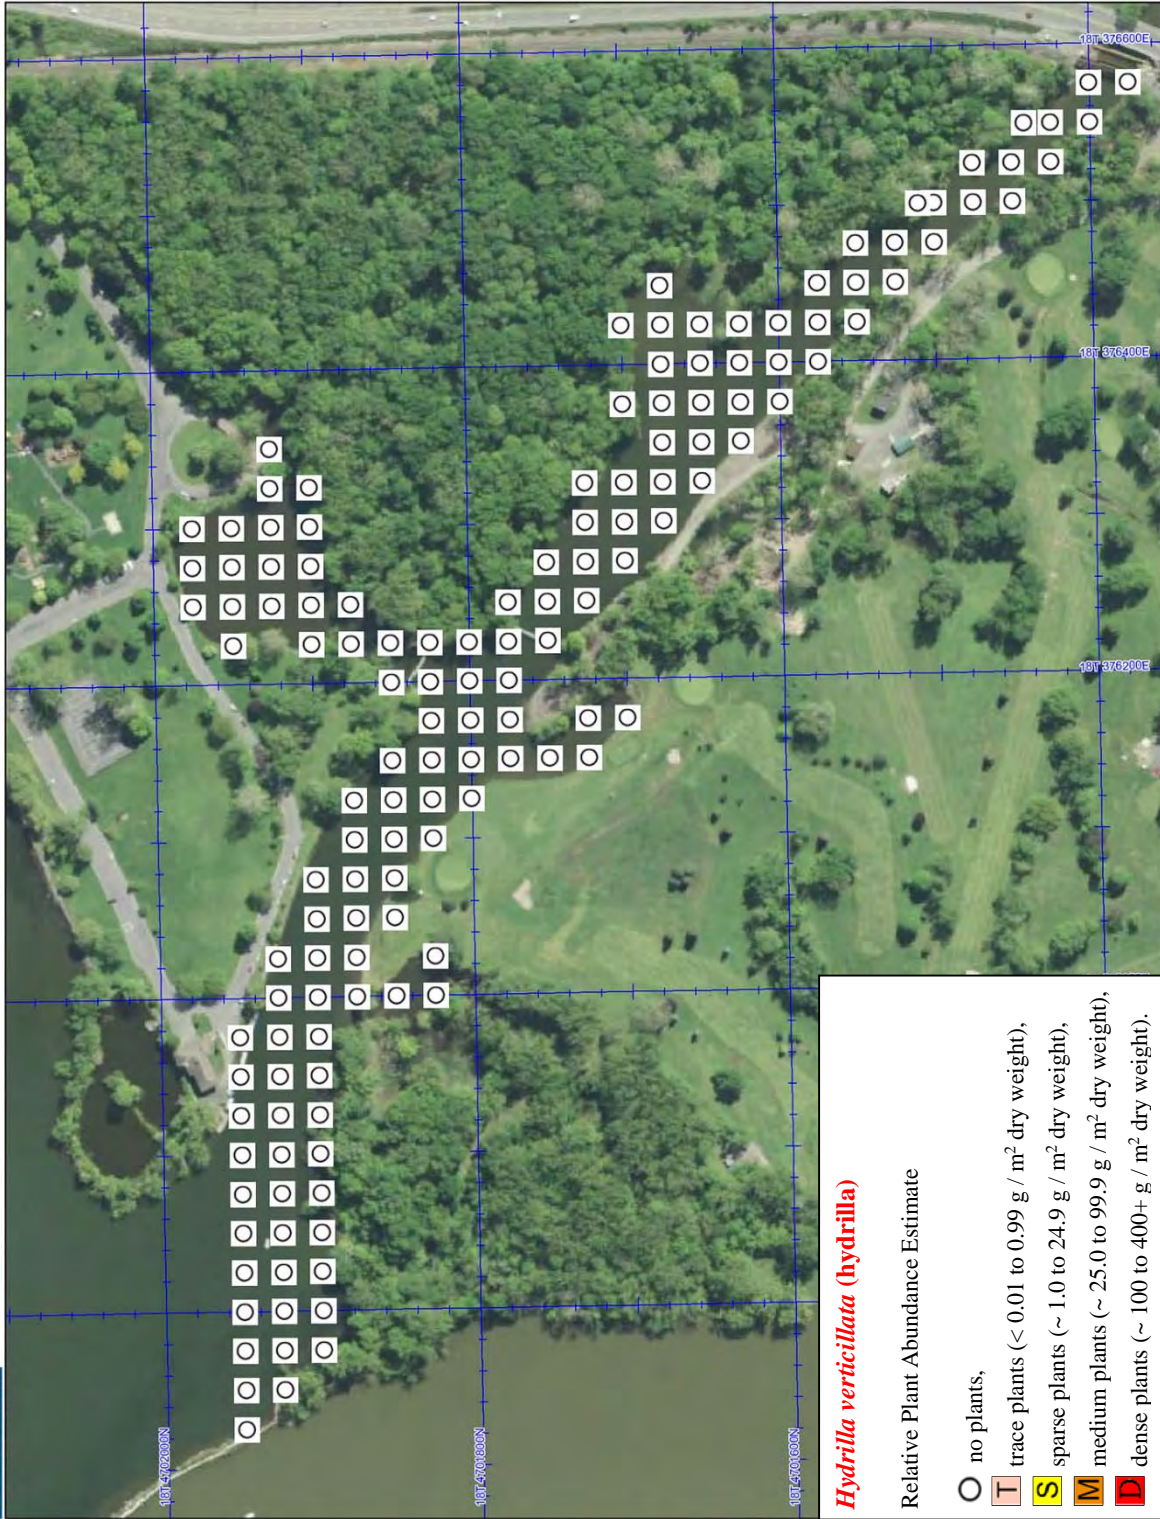 18T 376600E
18T 376400E
18T 376200E
18T 4702000N
18T 4701800N
18T 4701600N
Hydrilla verticillata (hydrilla)
Relative Plant Abundance Estimate
no plants,
T trace plants (< 0.01 to 0.99 g / m² dry weight),
S sparse plants (~ 1.0 to 24.9 g / m² dry weight),
M medium plants (~ 25.0 to 99.9 g / m² dry weight),
D dense plants (~ 100 to 400+ g / m² dry weight).